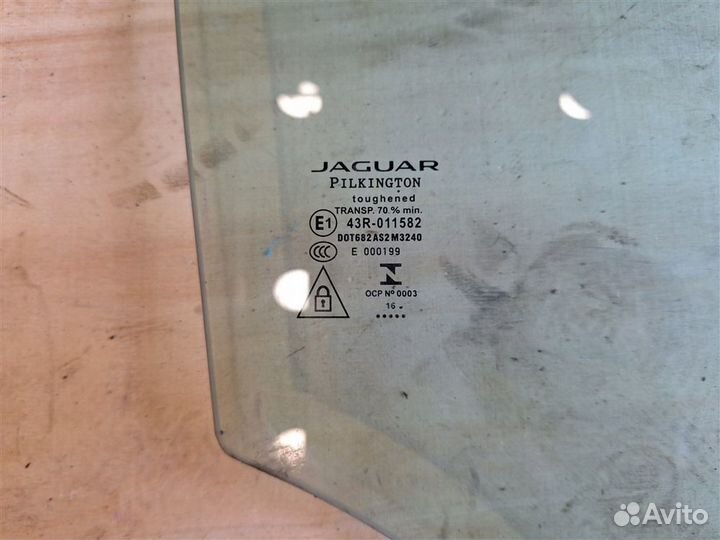 JAGUAR
PILKINGTON
toughened
TRANSP. 70 % min.
E1 43R-011582
DOT682AS2M3240
CCC E 000199
OCP Nº 0003
16
Avito